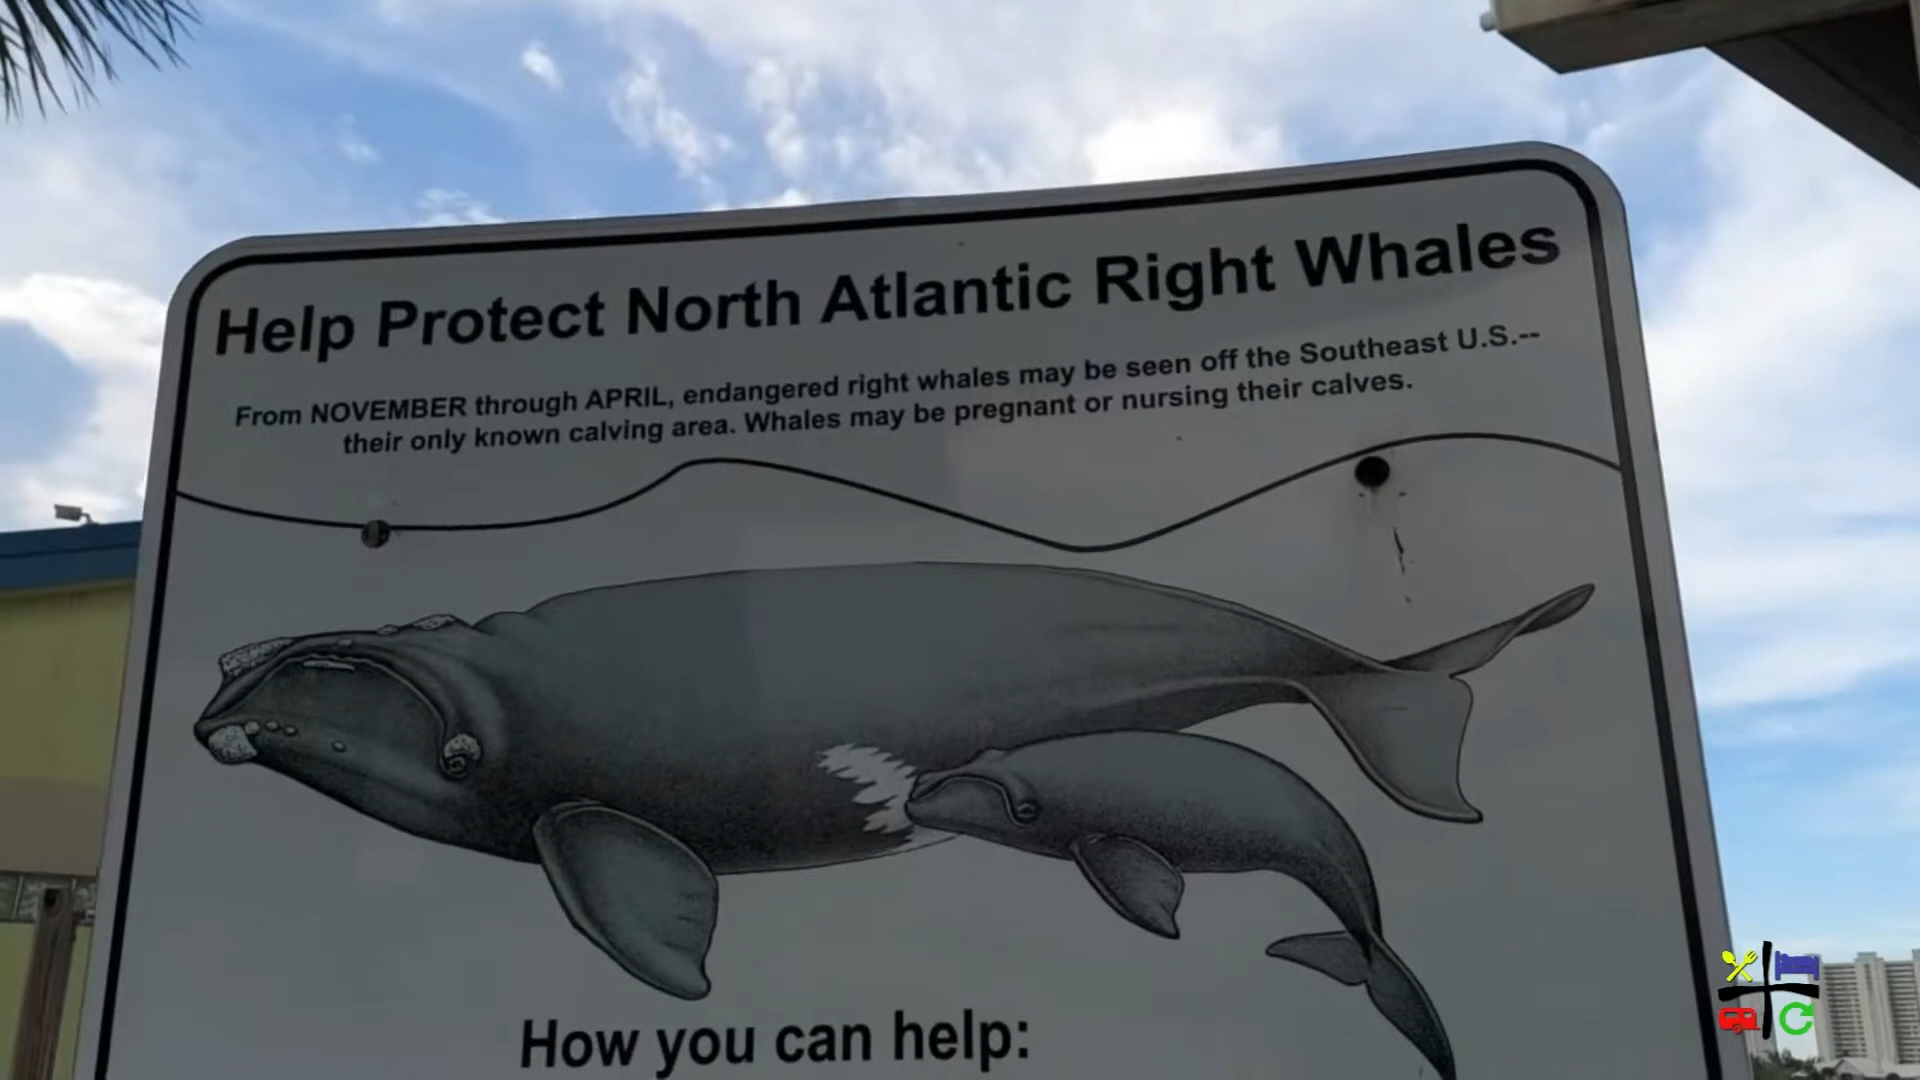 Help Protect North Atlantic Right Whales
From NOVEMBER through APRIL, endangered right whales may be seen off the Southeast U.S.--
their only known calving area. Whales may be pregnant or nursing their calves.
How you can help: